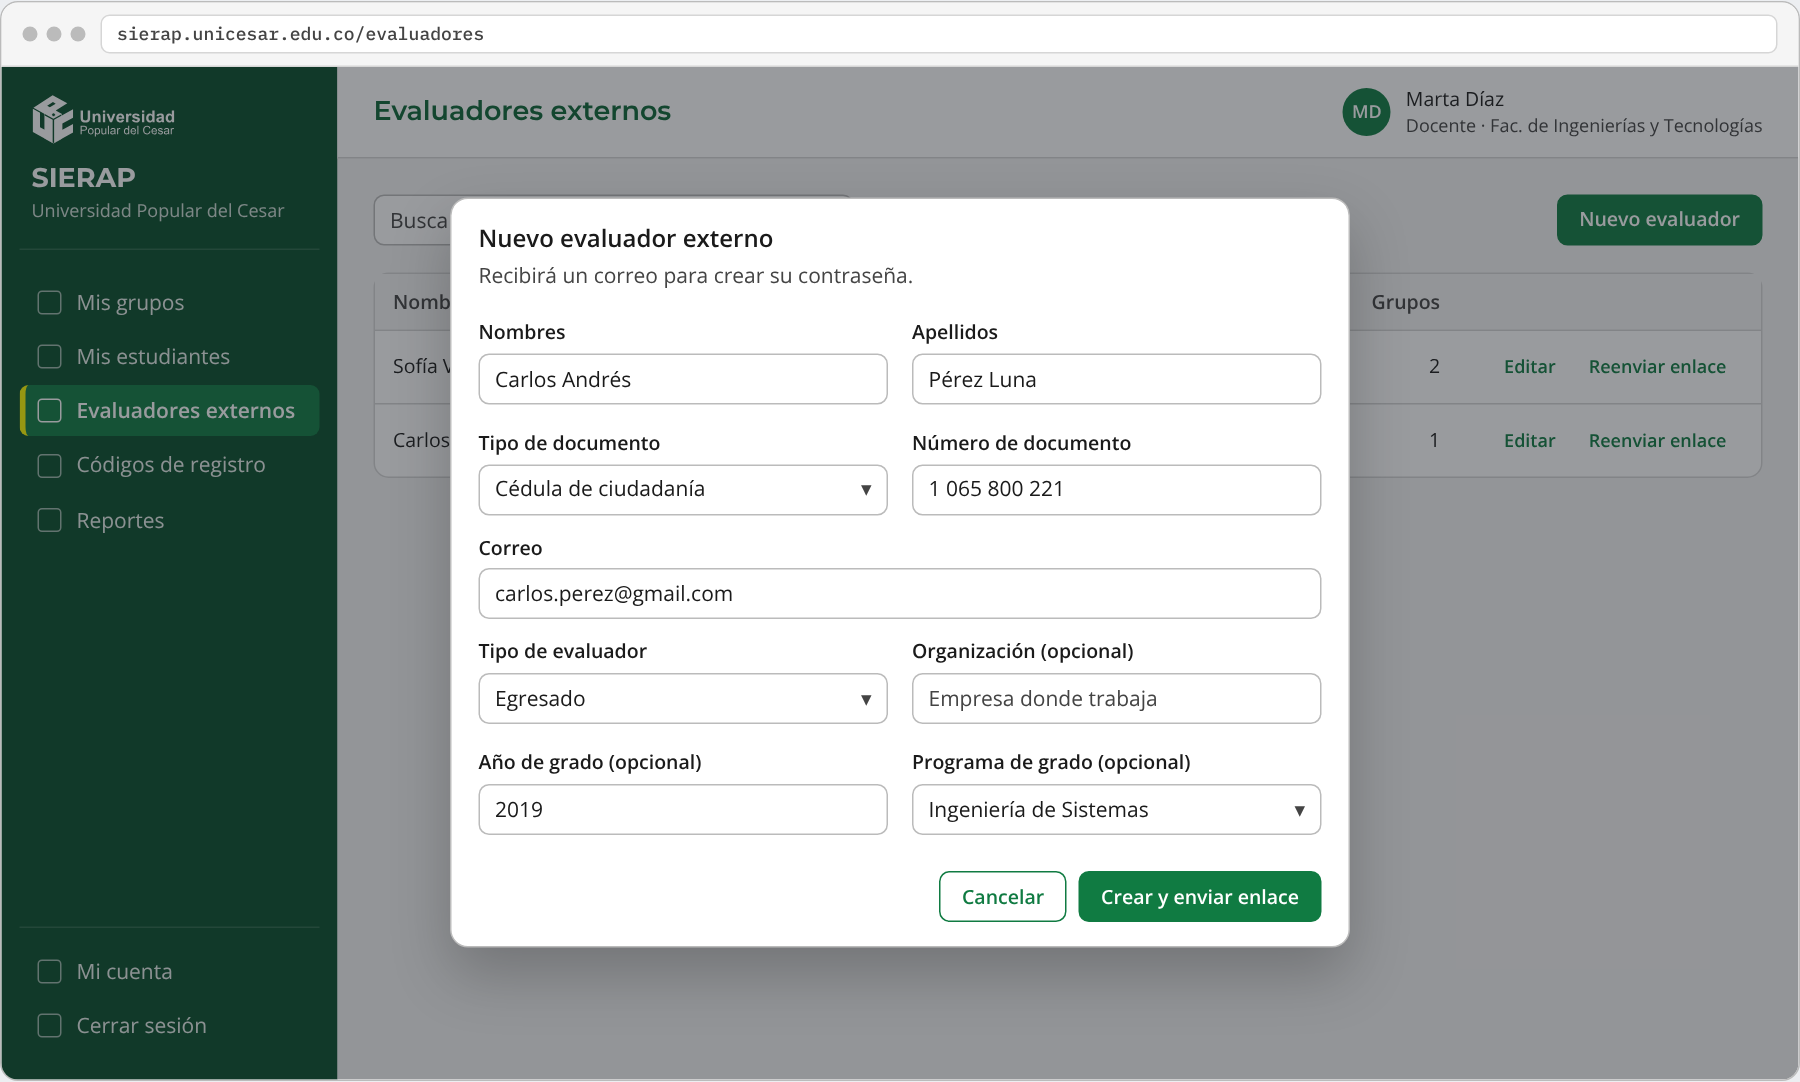 sierap.unicesar.edu.co/evaluadores
Universidad
Popular del Cesar
SIERAP
Universidad Popular del Cesar
Mis grupos
Mis estudiantes
Evaluadores externos
Códigos de registro
Reportes
Mi cuenta
Cerrar sesión
Evaluadores externos
MD
Marta Díaz
Docente · Fac. de Ingenierías y Tecnologías
Busca
Nuevo evaluador
Nomb
Grupos
Sofía V
2 Editar Reenviar enlace
Carlos
1 Editar Reenviar enlace
Nuevo evaluador externo
Recibirá un correo para crear su contraseña.
Nombres Apellidos
Carlos Andrés Pérez Luna
Tipo de documento Número de documento
Cédula de ciudadanía ▼ 1 065 800 221
Correo
carlos.perez@gmail.com
Tipo de evaluador Organización (opcional)
Egresado ▼ Empresa donde trabaja
Año de grado (opcional) Programa de grado (opcional)
2019 Ingeniería de Sistemas ▼
Cancelar Crear y enviar enlace